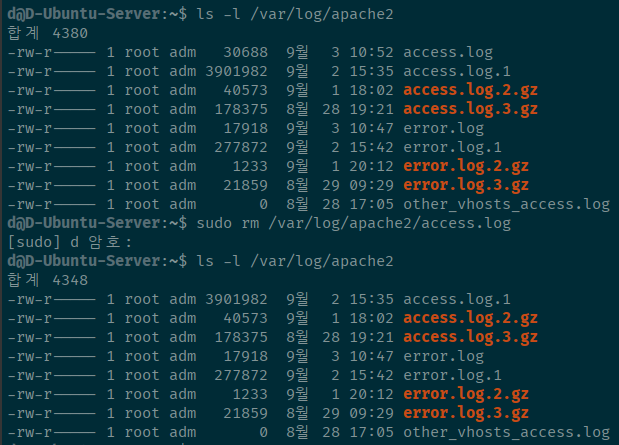 d@D-Ubuntu-Server:~$ ls -l /var/log/apache2
합계 4380
-rw-r----- 1 root adm 30688 9월 3 10:52 access.log
-rw-r----- 1 root adm 3901982 9월 2 15:35 access.log.1
-rw-r----- 1 root adm 40573 9월 1 18:02 access.log.2.gz
-rw-r----- 1 root adm 178375 8월 28 19:21 access.log.3.gz
-rw-r----- 1 root adm 17918 9월 3 10:47 error.log
-rw-r----- 1 root adm 277872 9월 2 15:42 error.log.1
-rw-r----- 1 root adm 1233 9월 1 20:12 error.log.2.gz
-rw-r----- 1 root adm 21859 8월 29 09:29 error.log.3.gz
-rw-r----- 1 root adm 0 8월 28 17:05 other_vhosts_access.log
d@D-Ubuntu-Server:~$ sudo rm /var/log/apache2/access.log
[sudo] d 암호:
d@D-Ubuntu-Server:~$ ls -l /var/log/apache2
합계 4348
-rw-r----- 1 root adm 3901982 9월 2 15:35 access.log.1
-rw-r----- 1 root adm 40573 9월 1 18:02 access.log.2.gz
-rw-r----- 1 root adm 178375 8월 28 19:21 access.log.3.gz
-rw-r----- 1 root adm 17918 9월 3 10:47 error.log
-rw-r----- 1 root adm 277872 9월 2 15:42 error.log.1
-rw-r----- 1 root adm 1233 9월 1 20:12 error.log.2.gz
-rw-r----- 1 root adm 21859 8월 29 09:29 error.log.3.gz
-rw-r----- 1 root adm 0 8월 28 17:05 other_vhosts_access.log